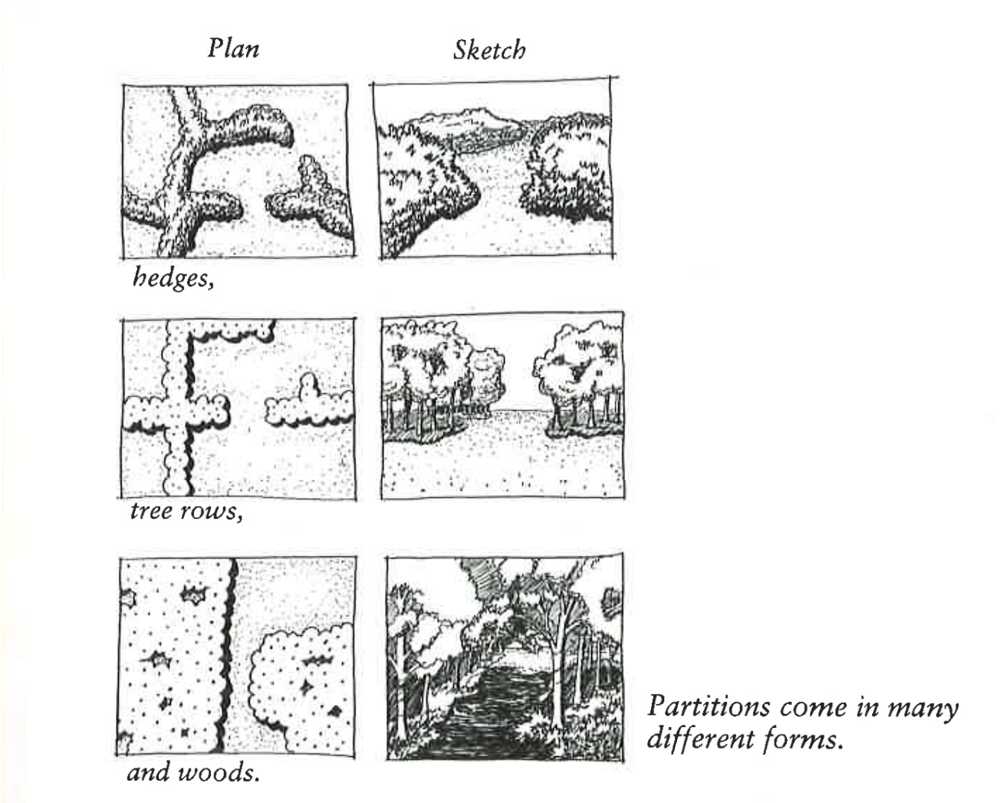 Plan
Sketch
hedges,
tree rows,
and woods.
Partitions come in many
different forms.